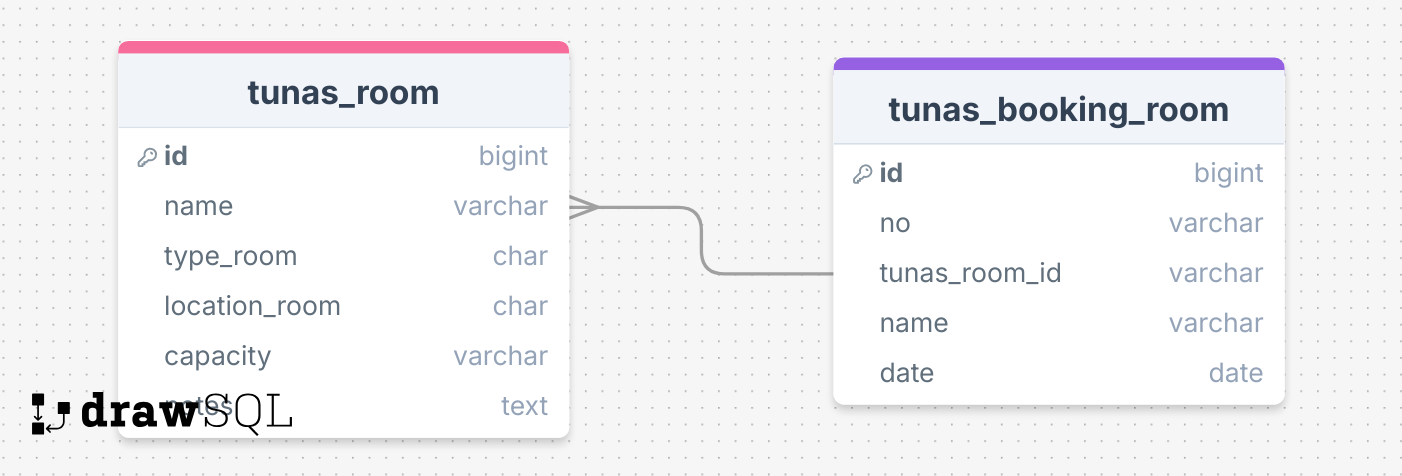 tunas_room
id bigint
name varchar
type_room char
location_room char
capacity varchar
notes text
drawSQL
tunas_booking_room
id bigint
no varchar
tunas_room_id varchar
name varchar
date date